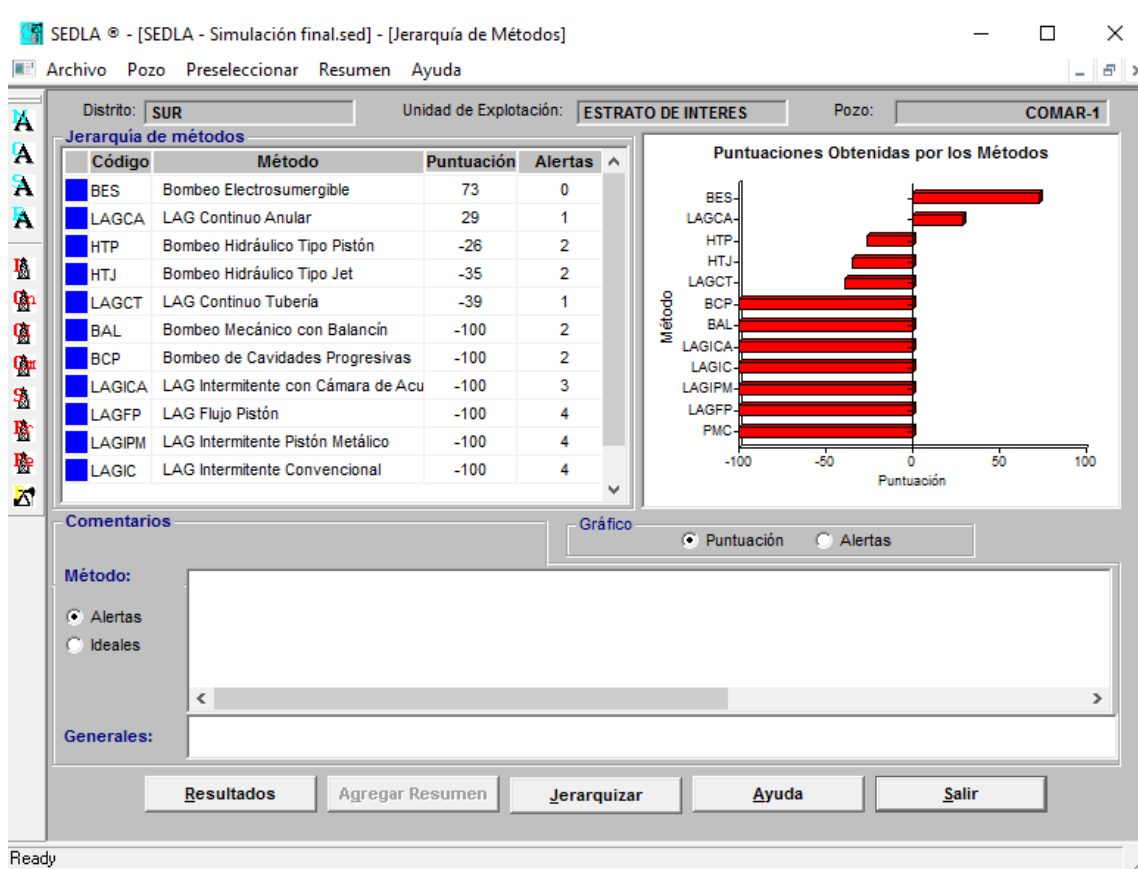 SEDLA ® - [SEDLA - Simulación final.sed] - [Jerarquía de Métodos]
Archivo Pozo Preseleccionar Resumen Ayuda
Distrito: SUR Unidad de Explotación: ESTRATO DE INTERES Pozo: COMAR-1
Jerarquía de métodos
Código Método Puntuación Alertas
BES Bombeo Electrosumergible 73 0
LAGCA LAG Continuo Anular 29 1
HTP Bombeo Hidráulico Tipo Pistón -26 2
HTJ Bombeo Hidráulico Tipo Jet -35 2
LAGCT LAG Continuo Tubería -39 1
BAL Bombeo Mecánico con Balancín -100 2
BCP Bombeo de Cavidades Progresivas -100 2
LAGICA LAG Intermitente con Cámara de Acu -100 3
LAGFP LAG Flujo Pistón -100 4
LAGIPM LAG Intermitente Pistón Metálico -100 4
LAGIC LAG Intermitente Convencional -100 4
Puntuaciones Obtenidas por los Métodos
Método
BES
LAGCA
HTP
HTJ
LAGCT
BCP
BAL
LAGICA
LAGIC
LAGIPM
LAGFP
PMC
-100 -50 0 50 100
Puntuación
Comentarios
Gráfico
Puntuación Alertas
Método:
Alertas
Ideales
Generales:
Resultados Agregar Resumen Jerarquizar Ayuda Salir
Ready